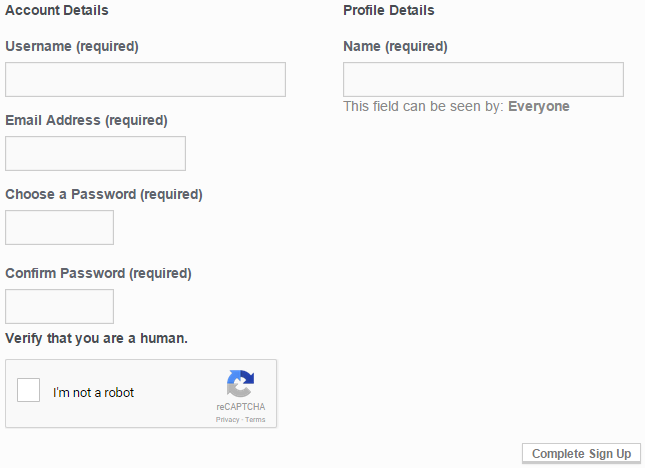 Account Details
Username (required)
Email Address (required)
Choose a Password (required)
Confirm Password (required)
Verify that you are a human.
I'm not a robot
reCAPTCHA
Privacy - Terms
Profile Details
Name (required)
This field can be seen by: Everyone
Complete Sign Up